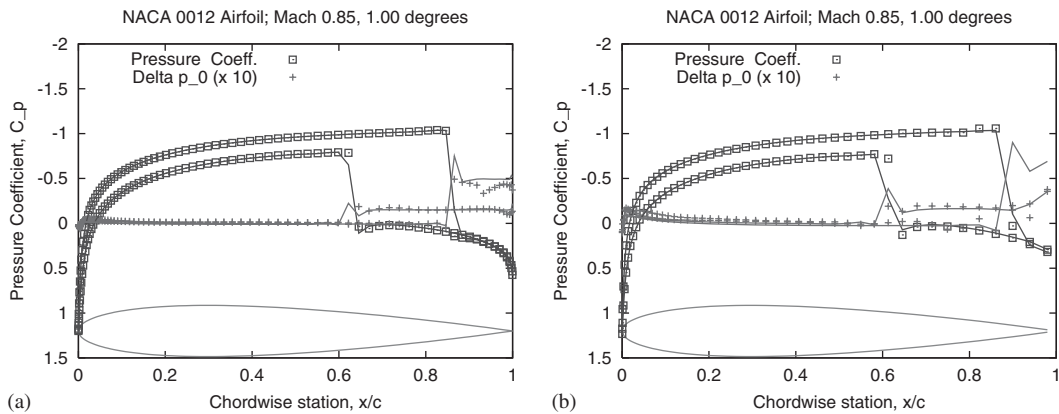 NACA 0012 Airfoil; Mach 0.85, 1.00 degrees
Pressure Coeff.
Delta p_0 (x 10)
Pressure Coefficient, C_p
-2
-1.5
-1
-0.5
0
0.5
1
1.5
0
0.2
0.4
0.6
0.8
1
Chordwise station, x/c
(a)
NACA 0012 Airfoil; Mach 0.85, 1.00 degrees
Pressure Coeff.
Delta p_0 (x 10)
Pressure Coefficient, C_p
-2
-1.5
-1
-0.5
0
0.5
1
1.5
0
0.2
0.4
0.6
0.8
1
Chordwise station, x/c
(b)